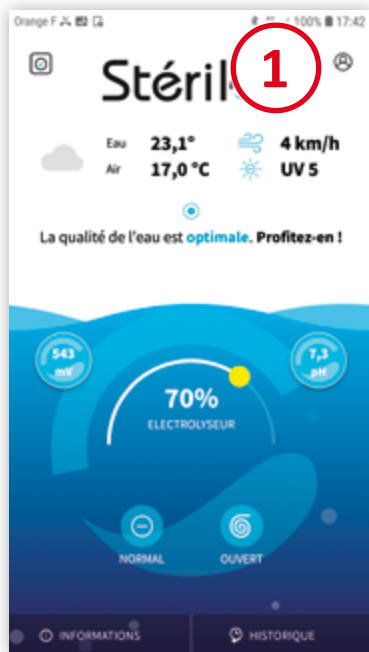 Orange F
100% 17:42
Stéril
1
Eau 23,1° 4 km/h
Air 17,0 °C UV 5
La qualité de l'eau est optimale. Profitez-en !
543 mV
7,3 pH
70%
ELECTROLYSEUR
NORMAL OUVERT
INFORMATIONS HISTORIQUE